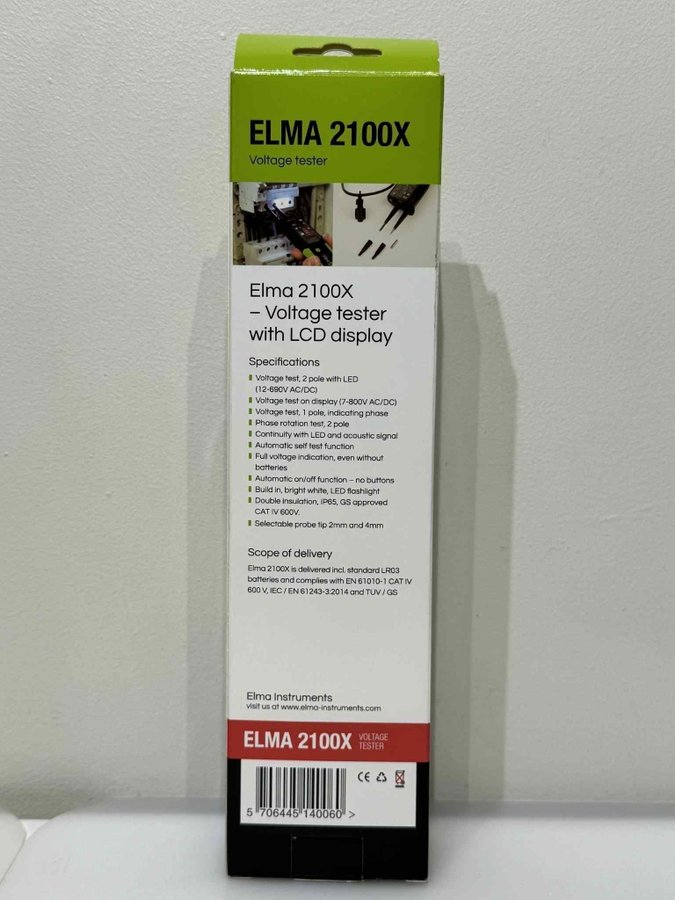 ELMA 2100X
Voltage tester
Elma 2100X
– Voltage tester
with LCD display
Specifications
Voltage test, 2 pole with LED
(12-690V AC/DC)
Voltage test on display (7-800V AC/DC)
Voltage test, 1 pole, indicating phase
Phase rotation test, 2 pole
Continuity with LED and acoustic signal
Automatic self test function
Full voltage indication, even without
batteries
Automatic on/off function – no buttons
Build in, bright white, LED flashlight
Double insulation, IP65, GS approved
CAT IV 600V.
Selectable probe tip 2mm and 4mm
Scope of delivery
Elma 2100X is delivered incl. standard LR03
batteries and complies with EN 61010-1 CAT IV
600 V, IEC / EN 61243-3:2014 and TUV / GS
Elma Instruments
visit us at www.elma-instruments.com
ELMA 2100X VOLTAGE
TESTER
CE
5 706445 140060 >